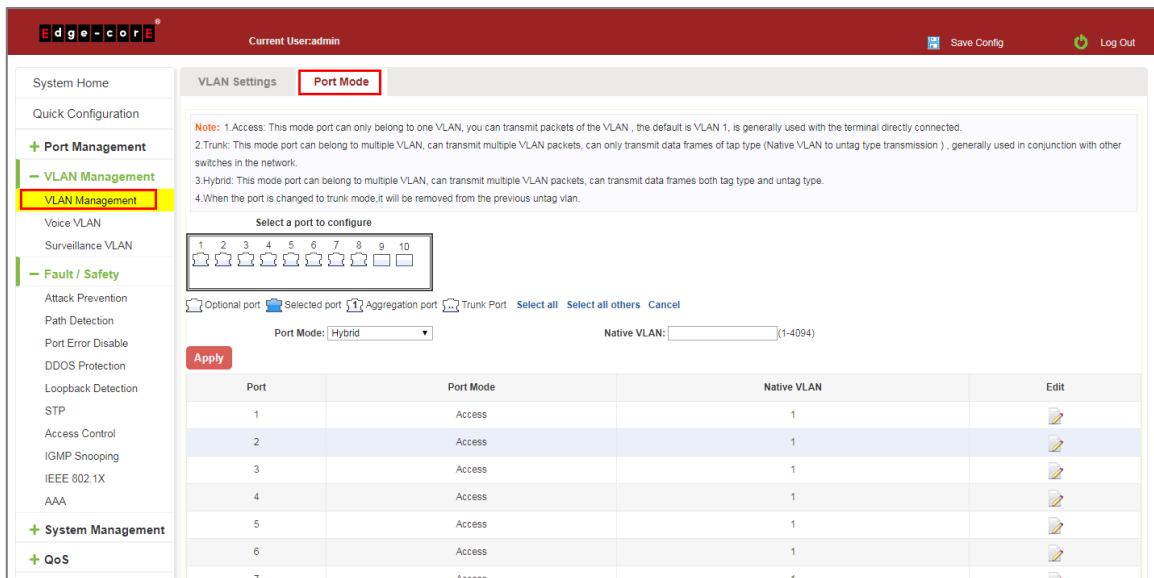 Edge-corE®
Current User:admin
Save Config
Log Out
System Home
Quick Configuration
+ Port Management
− VLAN Management
VLAN Management
Voice VLAN
Surveillance VLAN
− Fault / Safety
Attack Prevention
Path Detection
Port Error Disable
DDOS Protection
Loopback Detection
STP
Access Control
IGMP Snooping
IEEE 802.1X
AAA
+ System Management
+ QoS
VLAN Settings Port Mode
Note: 1.Access: This mode port can only belong to one VLAN, you can transmit packets of the VLAN , the default is VLAN 1, is generally used with the terminal directly connected.
2.Trunk: This mode port can belong to multiple VLAN, can transmit multiple VLAN packets, can only transmit data frames of tap type (Native VLAN to untag type transmission ) , generally used in conjunction with other
switches in the network.
3.Hybrid: This mode port can belong to multiple VLAN, can transmit multiple VLAN packets, can transmit data frames both tag type and untag type.
4.When the port is changed to trunk mode,it will be removed from the previous untag vlan.
Select a port to configure
1 2 3 4 5 6 7 8 9 10
Optional port Selected port 1 Aggregation port .. Trunk Port Select all Select all others Cancel
Port Mode: Hybrid Native VLAN: (1-4094)
Apply
Port Port Mode Native VLAN Edit
1 Access 1
2 Access 1
3 Access 1
4 Access 1
5 Access 1
6 Access 1